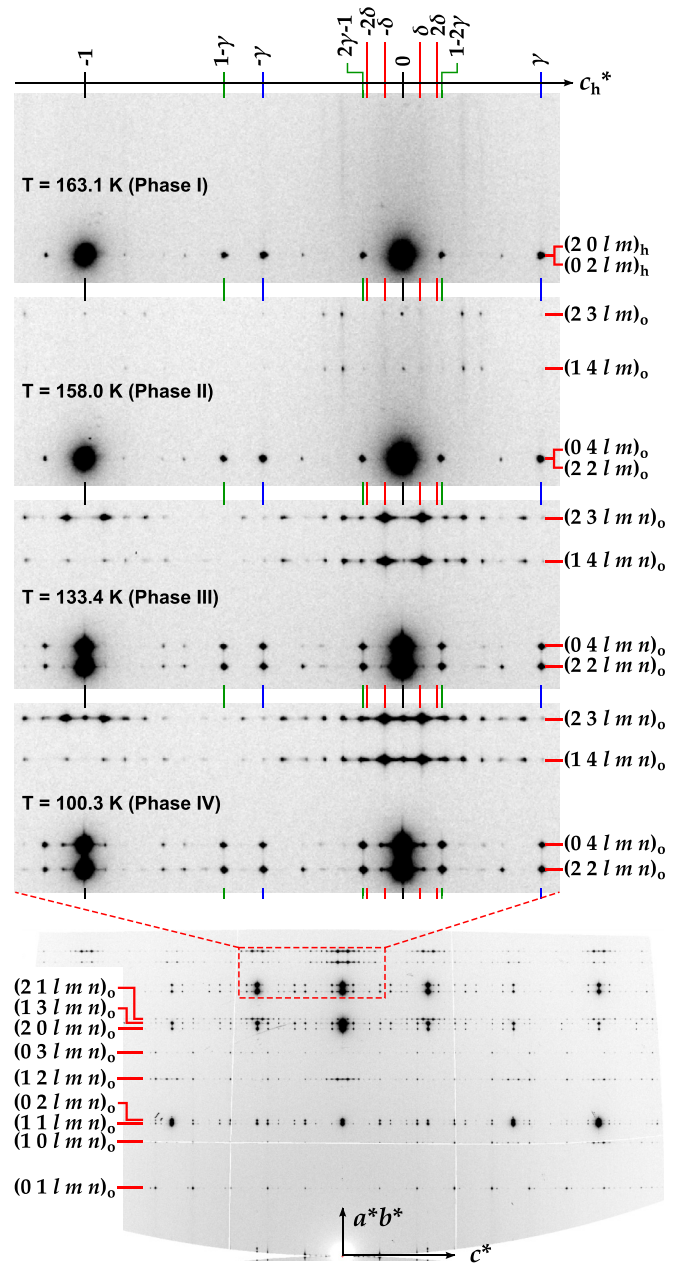 -1 1-γ -γ 2γ-1 -2δ -δ 0 δ 2δ 1-2γ γ
c_h*
T = 163.1 K (Phase I)
(2 0 l m)_h
(0 2 l m)_h
(2 3 l m)_o
(1 4 l m)_o
T = 158.0 K (Phase II)
(0 4 l m)_o
(2 2 l m)_o
(2 3 l m n)_o
(1 4 l m n)_o
T = 133.4 K (Phase III)
(0 4 l m n)_o
(2 2 l m n)_o
(2 3 l m n)_o
(1 4 l m n)_o
T = 100.3 K (Phase IV)
(0 4 l m n)_o
(2 2 l m n)_o
(2 1 l m n)_o
(1 3 l m n)_o
(2 0 l m n)_o
(0 3 l m n)_o
(1 2 l m n)_o
(0 2 l m n)_o
(1 1 l m n)_o
(1 0 l m n)_o
(0 1 l m n)_o
a*b*
c*